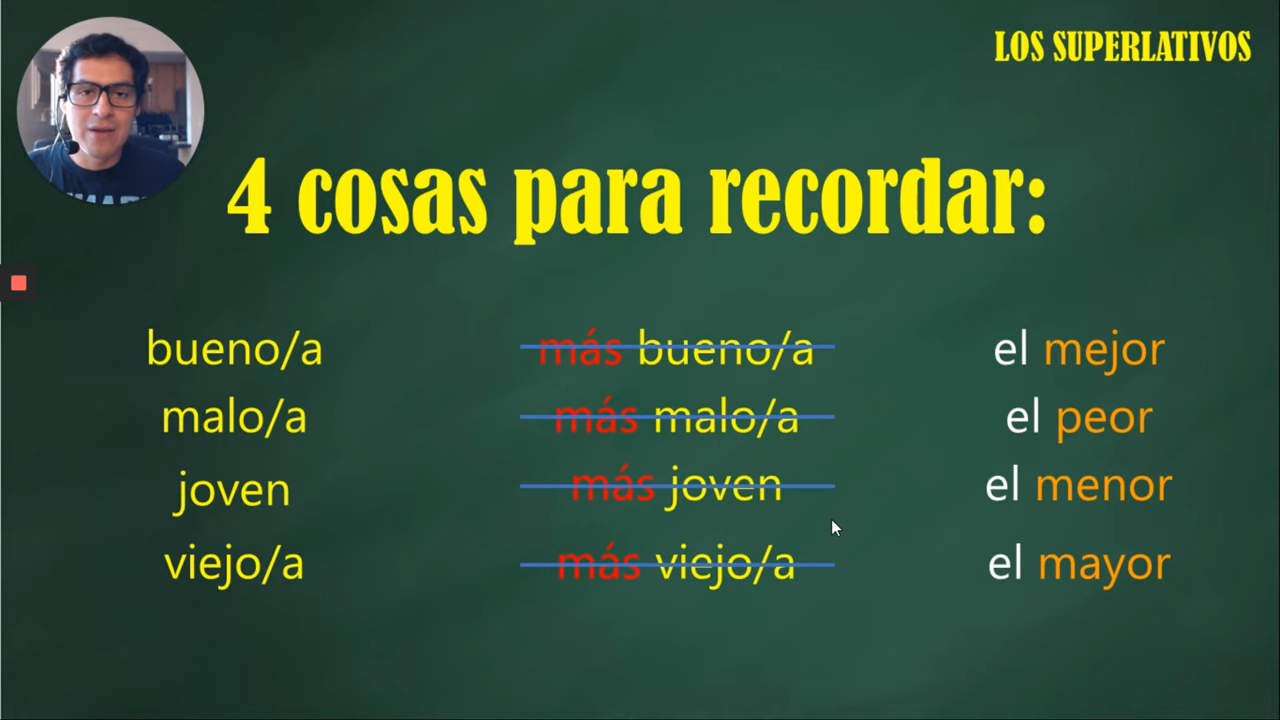 LOS SUPERLATIVOS
4 cosas para recordar:
bueno/a más bueno/a el mejor
malo/a más malo/a el peor
joven más joven el menor
viejo/a más viejo/a el mayor